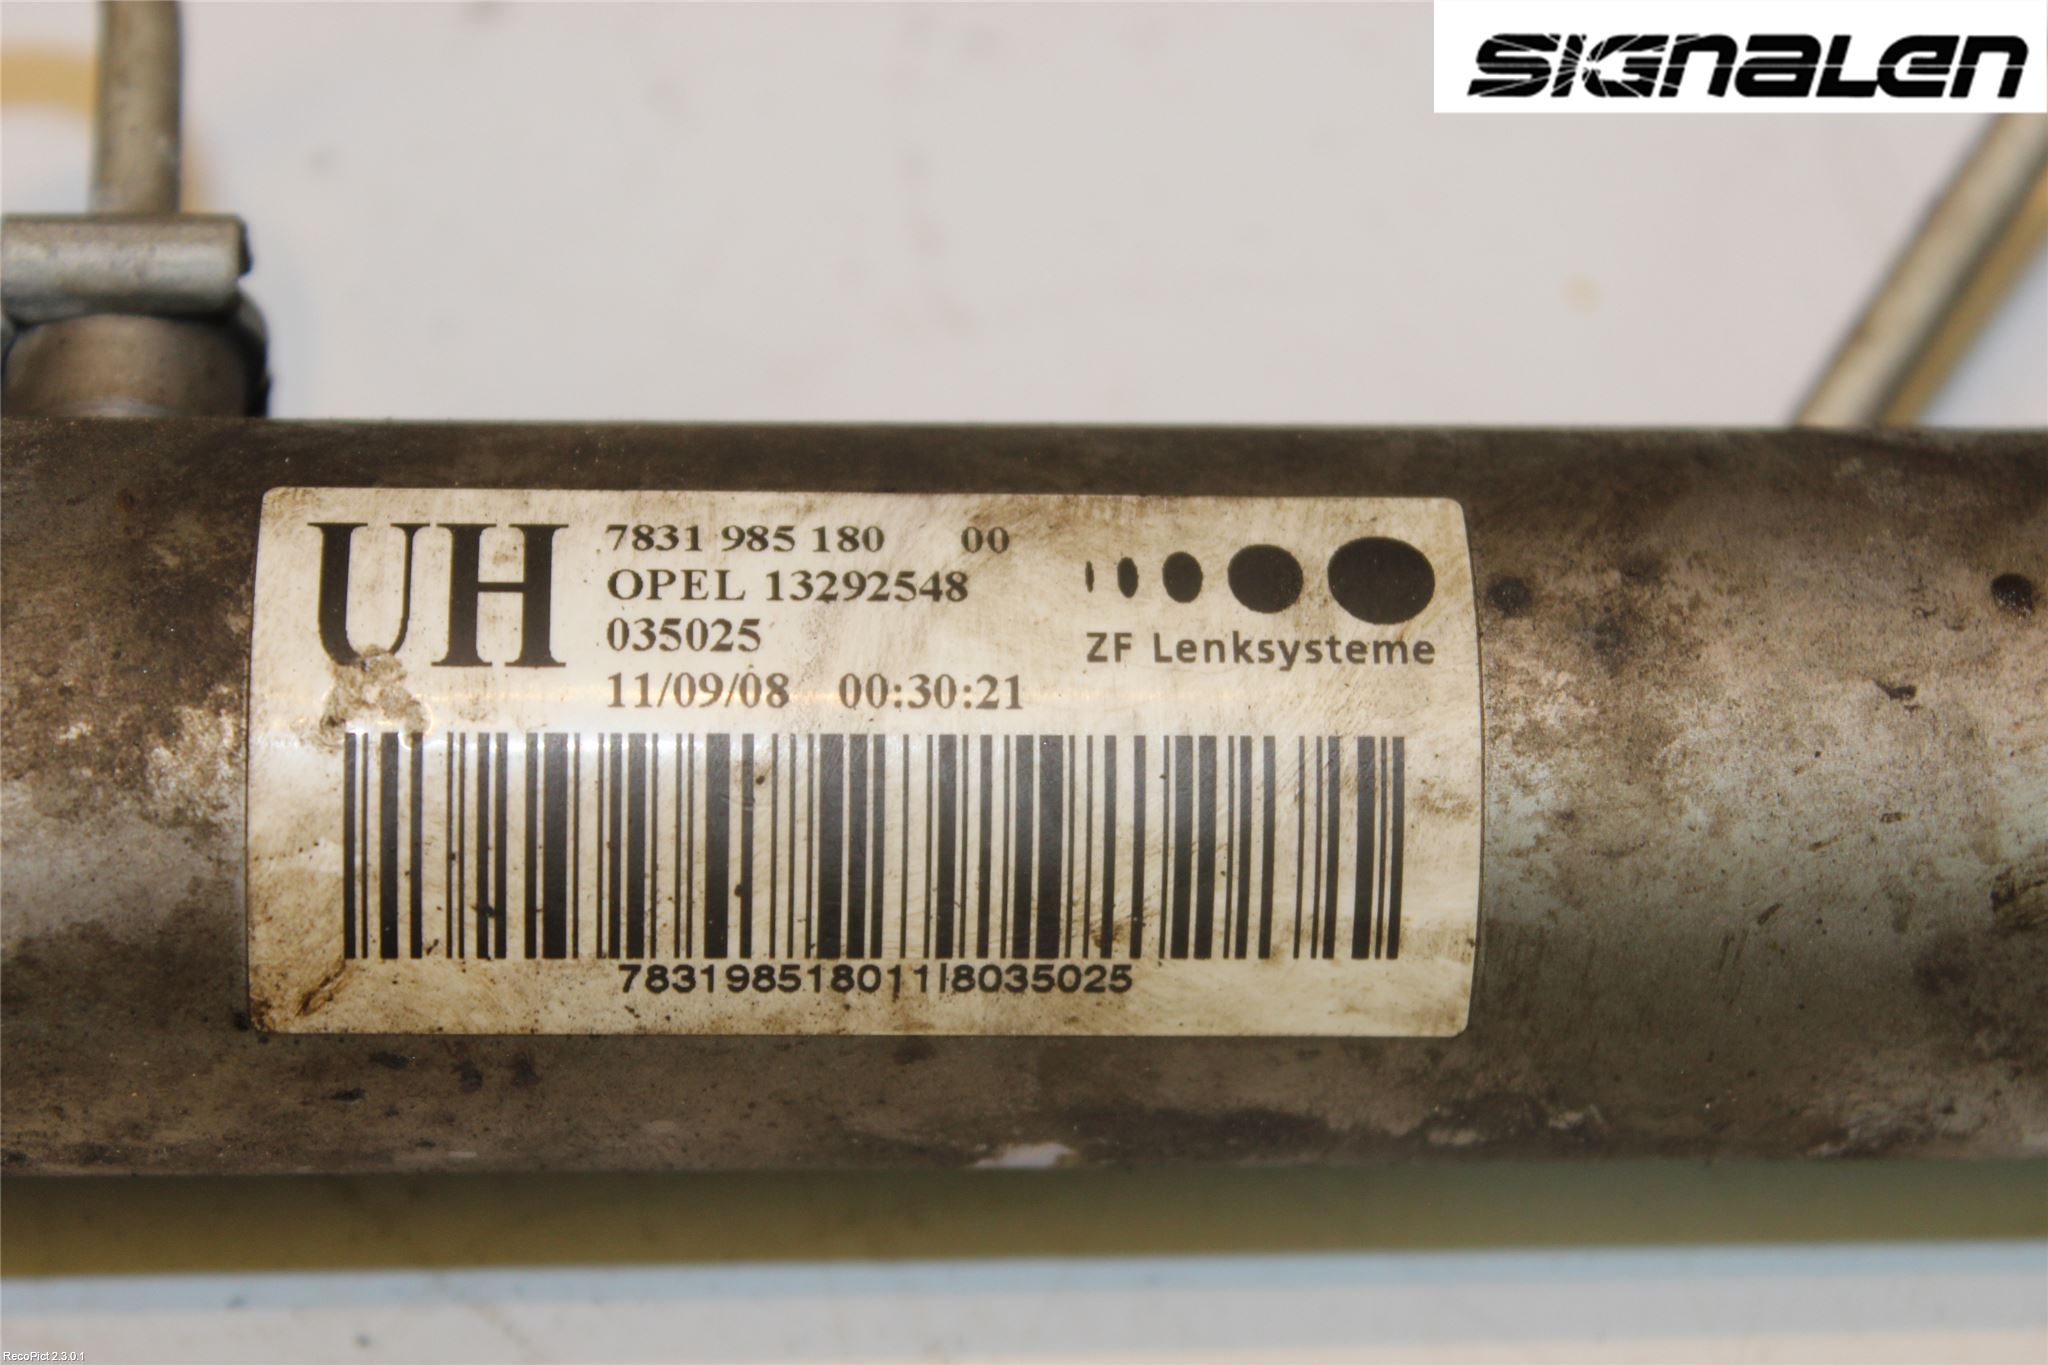 SIGNALEN
UH
7831 985 180 00
OPEL 13292548
035025
11/09/08 00:30:21
ZF Lenksysteme
783198518011I8035025
RecoPict 2.3.0.1